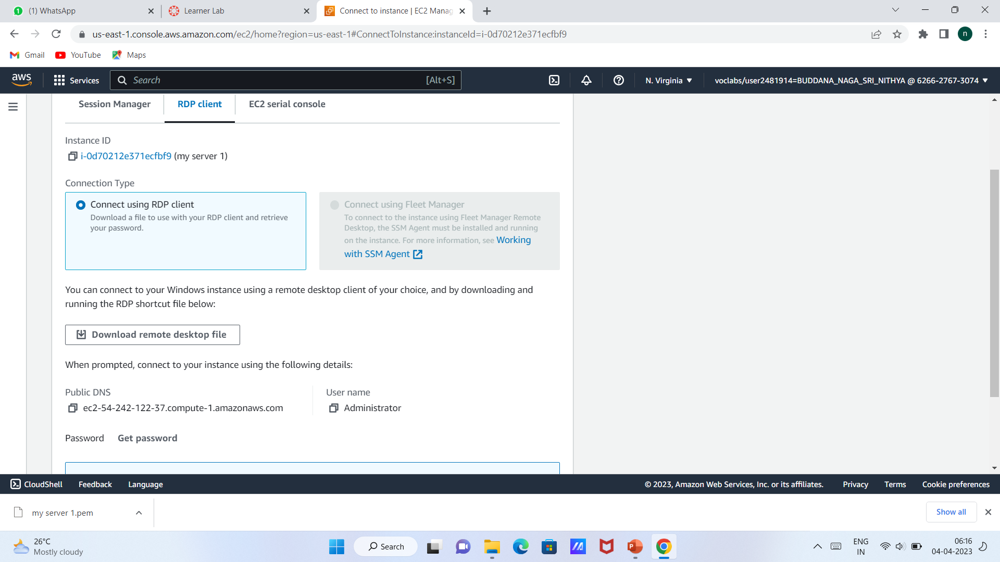 (1) WhatsApp
Learner Lab
Connect to instance | EC2 Manag
us-east-1.console.aws.amazon.com/ec2/home?region=us-east-1#ConnectToInstance:instanceId=i-0d70212e371ecfbf9
n
Gmail
YouTube
Maps
aws
Services
Search
[Alt+S]
N. Virginia
voclabs/user2481914=BUDDANA_NAGA_SRI_NITHYA @ 6266-2767-3074
Session Manager
RDP client
EC2 serial console
Instance ID
i-0d70212e371ecfbf9 (my server 1)
Connection Type
Connect using RDP client
Download a file to use with your RDP client and retrieve
your password.
Connect using Fleet Manager
To connect to the instance using Fleet Manager Remote
Desktop, the SSM Agent must be installed and running
on the instance. For more information, see Working
with SSM Agent
You can connect to your Windows instance using a remote desktop client of your choice, and by downloading and
running the RDP shortcut file below:
Download remote desktop file
When prompted, connect to your instance using the following details:
Public DNS
ec2-54-242-122-37.compute-1.amazonaws.com
User name
Administrator
Password
Get password
CloudShell
Feedback
Language
© 2023, Amazon Web Services, Inc. or its affiliates.
Privacy
Terms
Cookie preferences
my server 1.pem
Show all
26°C
Mostly cloudy
Search
ENG
IN
06:16
04-04-2023